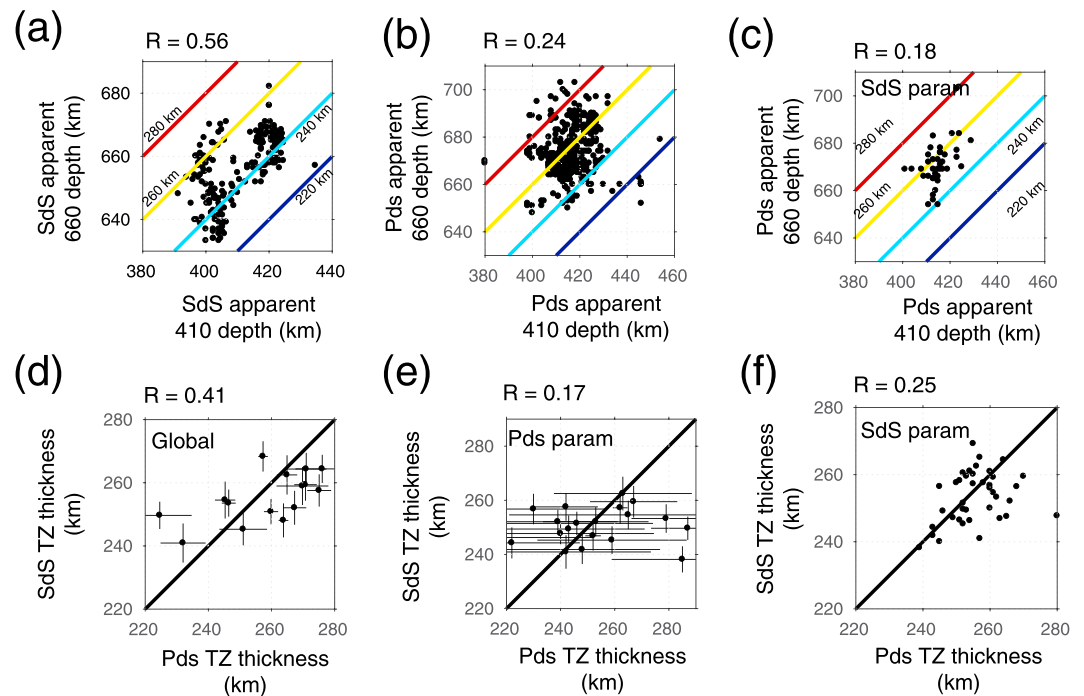 (a)
R = 0.56
SdS apparent
660 depth (km)
680
660
640
280 km
260 km
240 km
220 km
380 400 420 440
SdS apparent
410 depth (km)
(b)
R = 0.24
Pds apparent
660 depth (km)
700
680
660
640
380 400 420 440 460
Pds apparent
410 depth (km)
(c)
R = 0.18
SdS param
Pds apparent
660 depth (km)
700
680
660
640
280 km
260 km
240 km
220 km
380 400 420 440 460
Pds apparent
410 depth (km)
(d)
R = 0.41
Global
SdS TZ thickness
(km)
280
260
240
220
220 240 260 280
Pds TZ thickness
(km)
(e)
R = 0.17
Pds param
SdS TZ thickness
(km)
280
260
240
220
220 240 260 280
Pds TZ thickness
(km)
(f)
R = 0.25
SdS param
SdS TZ thickness
(km)
280
260
240
220
220 240 260 280
Pds TZ thickness
(km)